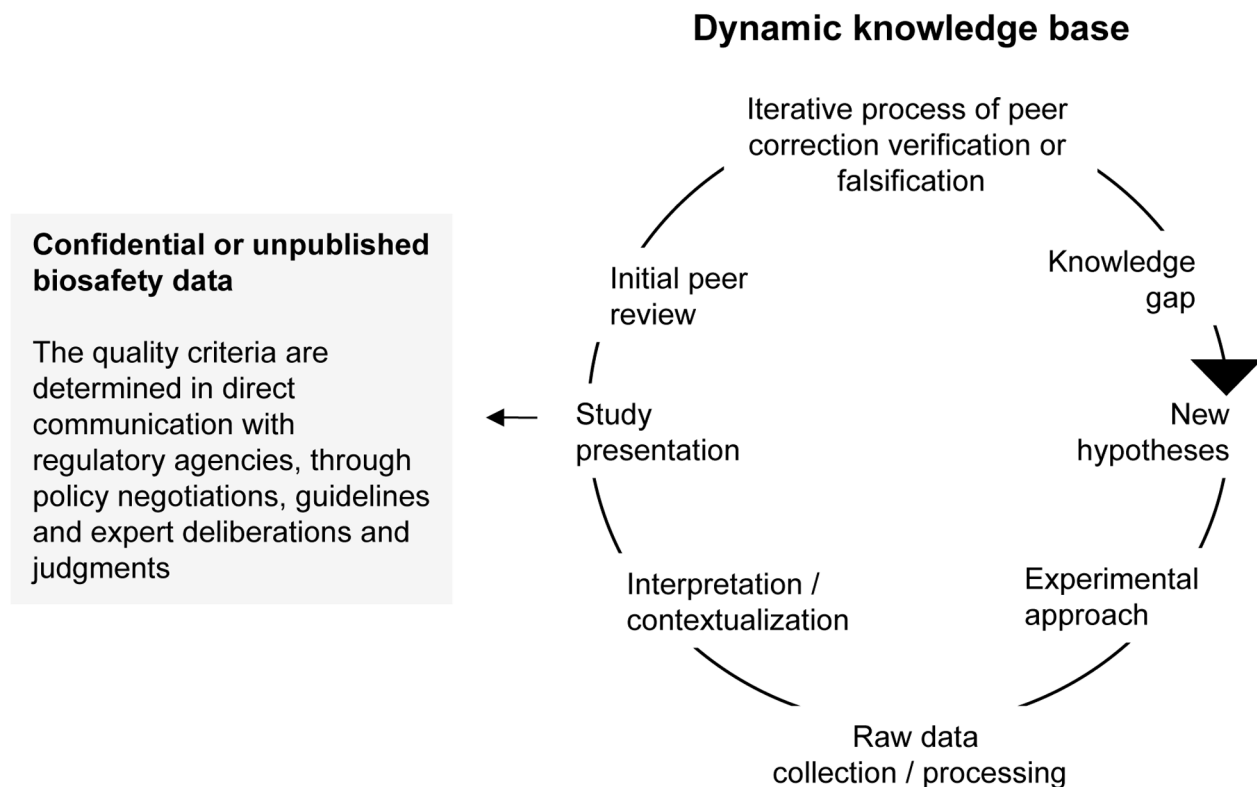 Dynamic knowledge base
Iterative process of peer
correction verification or
falsification
Knowledge
gap
New
hypotheses
Experimental
approach
Raw data
collection / processing
Interpretation /
contextualization
Study
presentation
Initial peer
review
Confidential or unpublished
biosafety data
The quality criteria are
determined in direct
communication with
regulatory agencies, through
policy negotiations, guidelines
and expert deliberations and
judgments